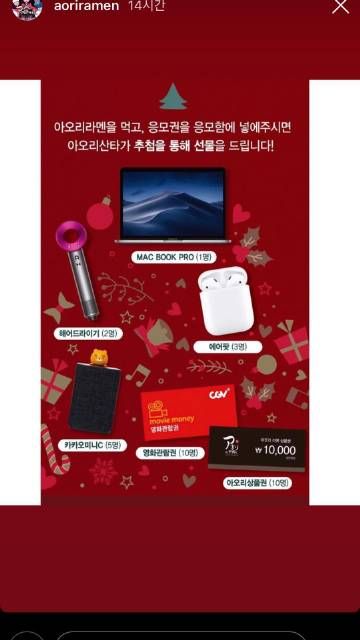 aoriramen 14시간
아오리라멘을 먹고, 응모권을 응모함에 넣어주시면
아오리산타가 추첨을 통해 선물을 드립니다!
MAC BOOK PRO (1명)
헤어드라이기 (2명)
에어팟 (3명)
CGV
movie money
영화관람권
₩ 10,000
카카오미니C (5명)
영화관람권 (10명)
아오리상품권 (10명)